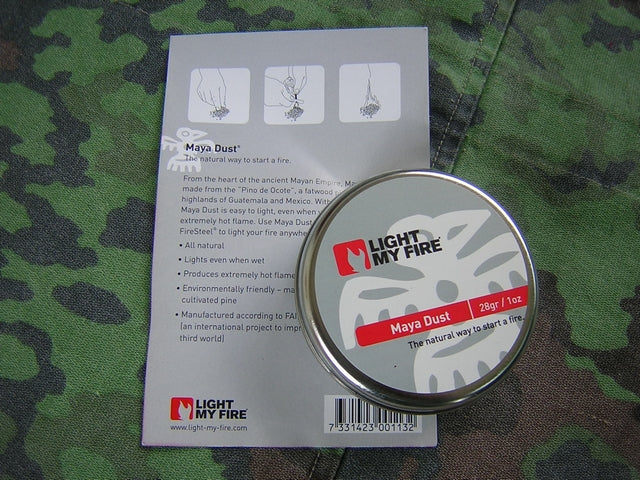 Maya Dust®
The natural way to start a fire.
From the heart of the ancient Mayan Empire,
made from the "Pino de Ocote", a fatwood
highlands of Guatemala and Mexico. With
Maya Dust is easy to light, even when
extremely hot flame. Use Maya Dust
FireSteel® to light your fire
• All natural
• Lights even when wet
• Produces extremely hot flame
• Environmentally friendly –
cultivated pine
• Manufactured according to
(an international project to
third world)
LIGHT
MY FIRE®
www.light-my-fire.com
7 331423 001132
LIGHT
MY FIRE®
Maya Dust 28gr / 1oz
The natural way to start a fire.